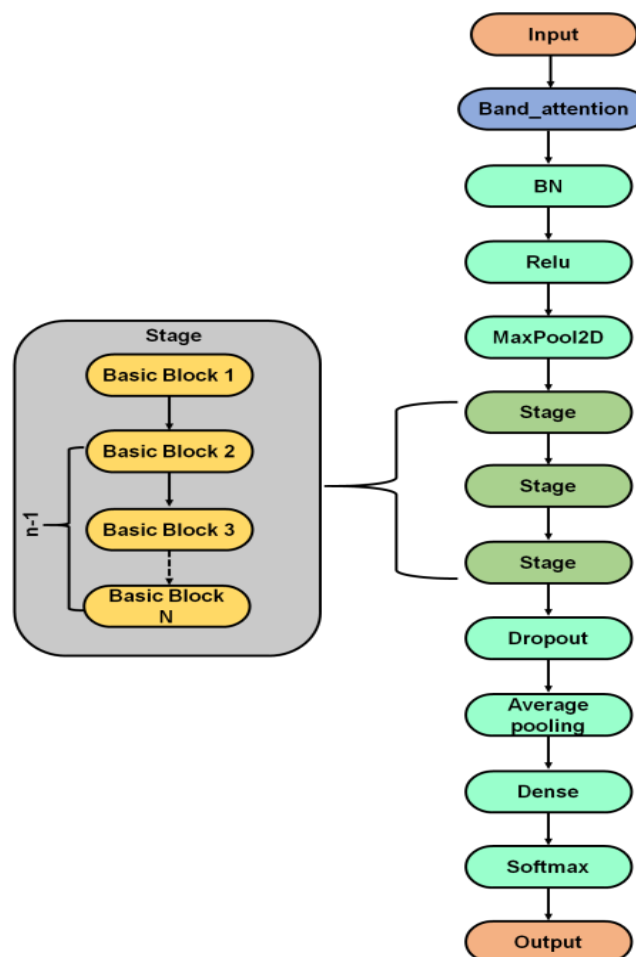 Input
Band_attention
BN
Relu
MaxPool2D
Stage
Stage
Stage
Dropout
Average
pooling
Dense
Softmax
Output
Stage
Basic Block 1
Basic Block 2
Basic Block 3
Basic Block
N
n-1